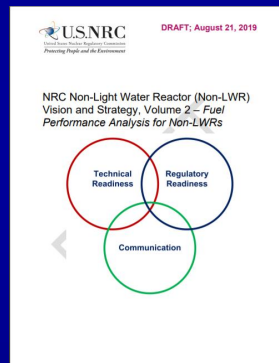 U.S.NRC
United States Nuclear Regulatory Commission
Protecting People and the Environment
DRAFT; August 21, 2019
NRC Non-Light Water Reactor (Non-LWR)
Vision and Strategy, Volume 2 – Fuel
Performance Analysis for Non-LWRs
Technical
Readiness
Regulatory
Readiness
Communication